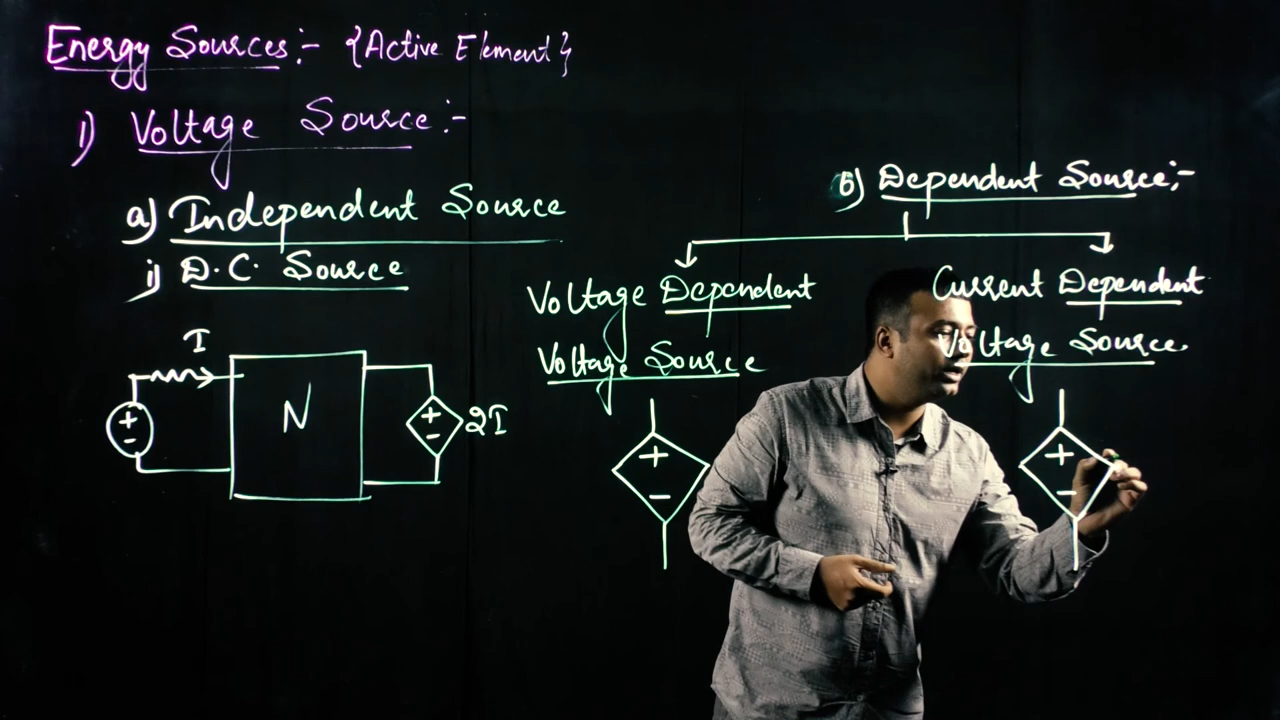 Energy Sources:- {Active Element}
1) Voltage Source:-
a) Independent Source
i) D.C. Source
I
+
-
N
+
-
2I
b) Dependent Source:-
Voltage Dependent
Voltage Source
+
-
Current Dependent
Voltage Source.
+
-